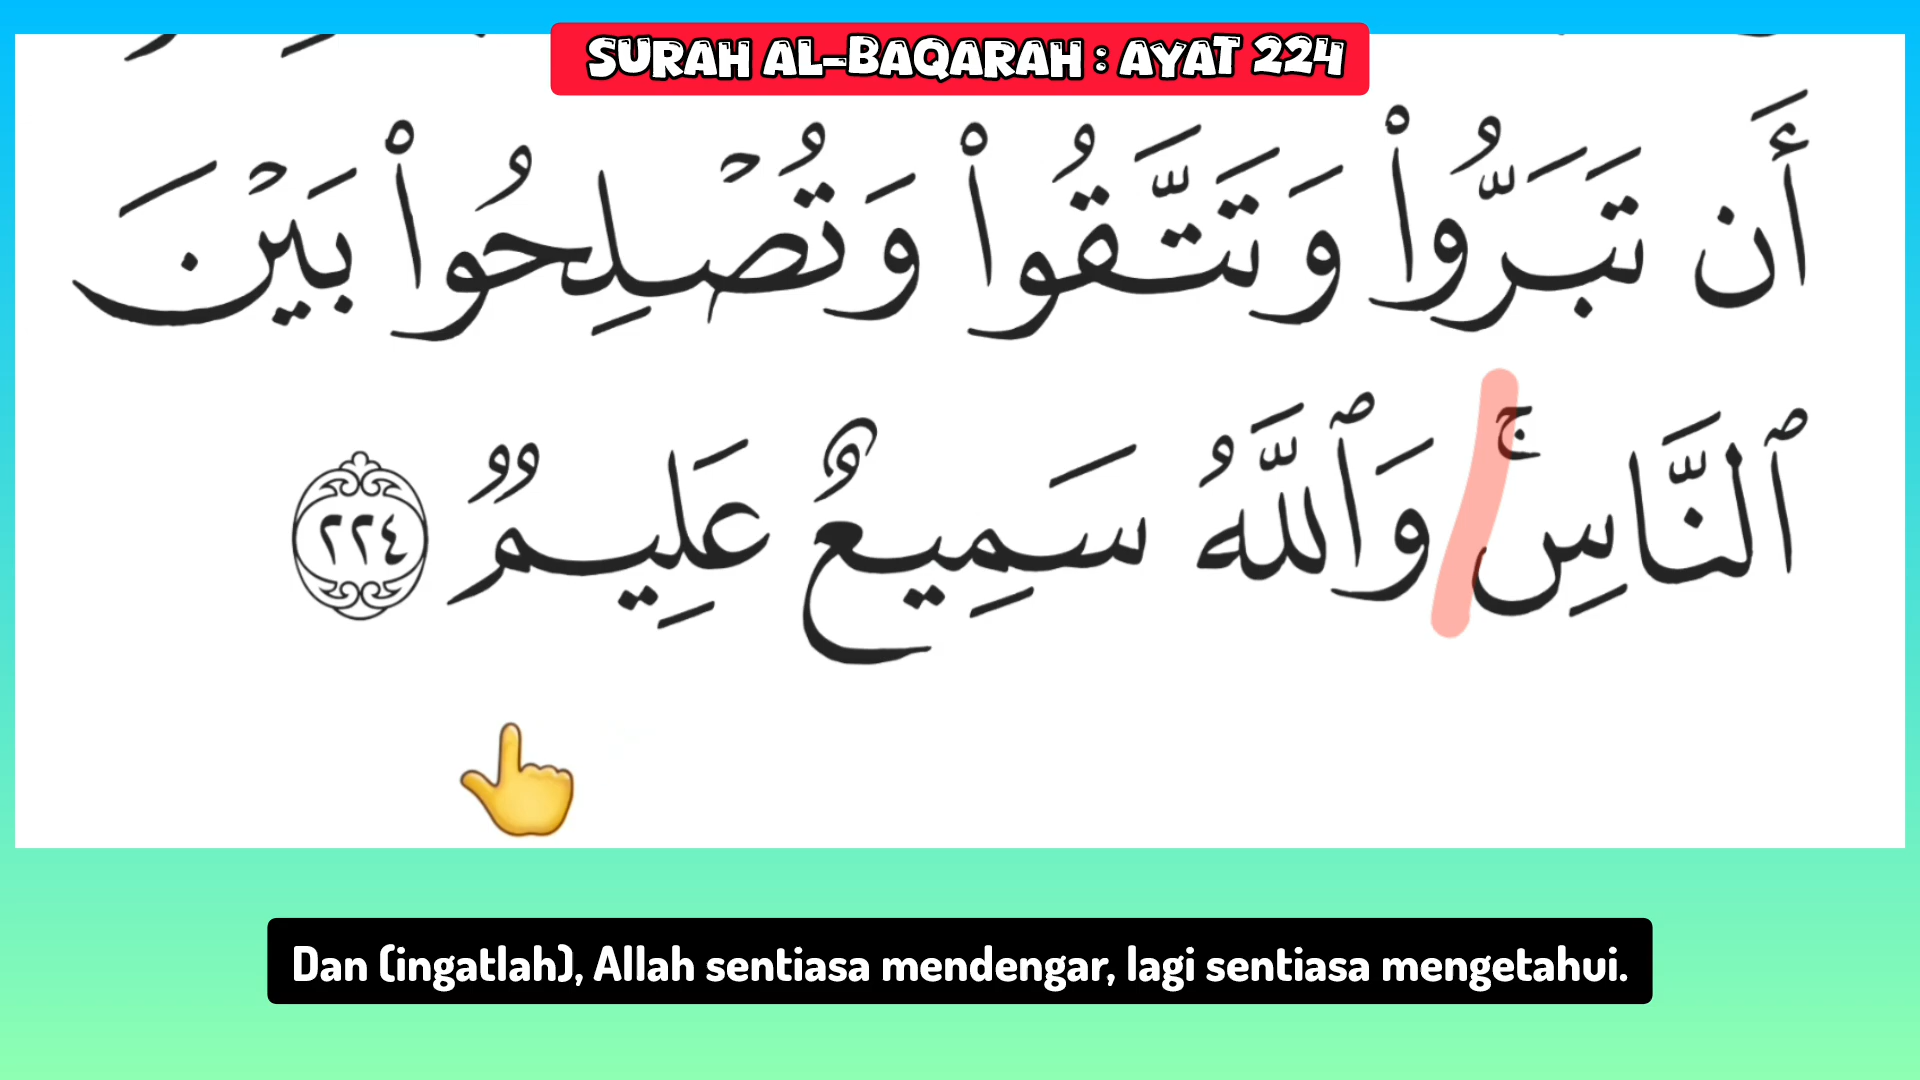 SURAH AL-BAQARAH : AYAT 224
أَن تَبَرُّوا۟ وَتَتَّقُوا۟ وَتُصْلِحُوا۟ بَيْنَ
ٱلنَّاسِ ۚ وَٱللَّهُ سَمِيعٌ عَلِيمٌ ٢٢٤
Dan (ingatlah), Allah sentiasa mendengar, lagi sentiasa mengetahui.